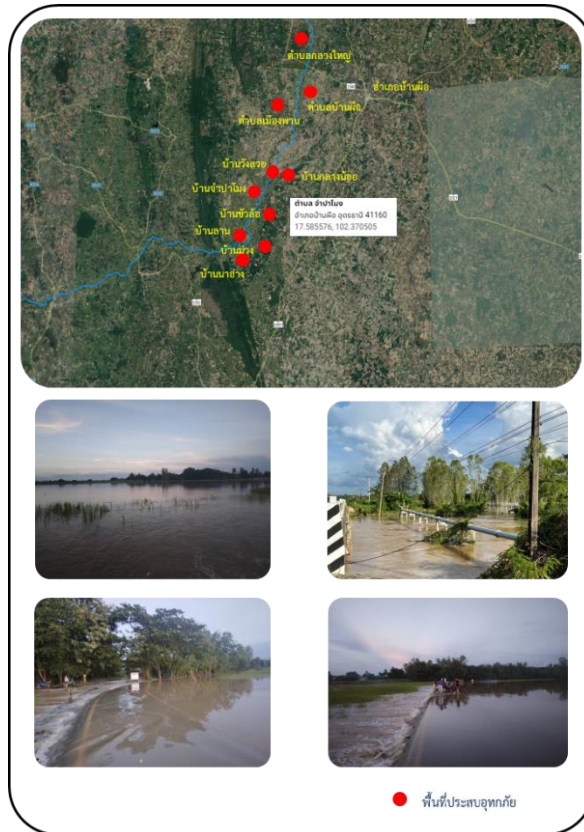 ตำบลกลางใหญ่
อำเภอบ้านผือ
ตำบลบ้านผือ
ตำบลเมืองพาน
บ้านวังสวย
บ้านกลางน้อย
บ้านจำปาโมง
ตำบล จำปาโมง
อำเภอบ้านผือ อุดรธานี 41160
17.585576, 102.370505
บ้านขัวล้อ
บ้านลาน
บ้านม่วง
บ้านนาอ่าง
พื้นที่ประสบอุทกภัย